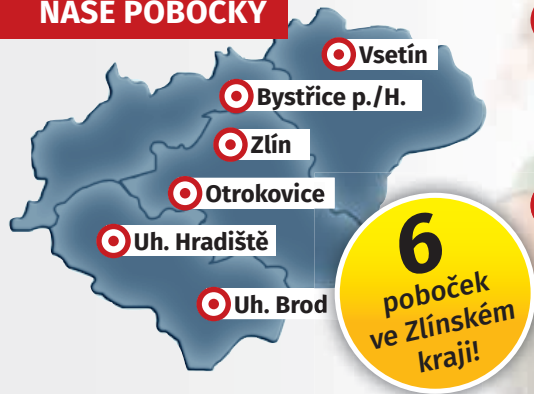 NAŠE POBOČKY
Vsetín
Bystřice p./H.
Zlín
Otrokovice
Uh. Hradiště
Uh. Brod
6
poboček
ve Zlínském
kraji!